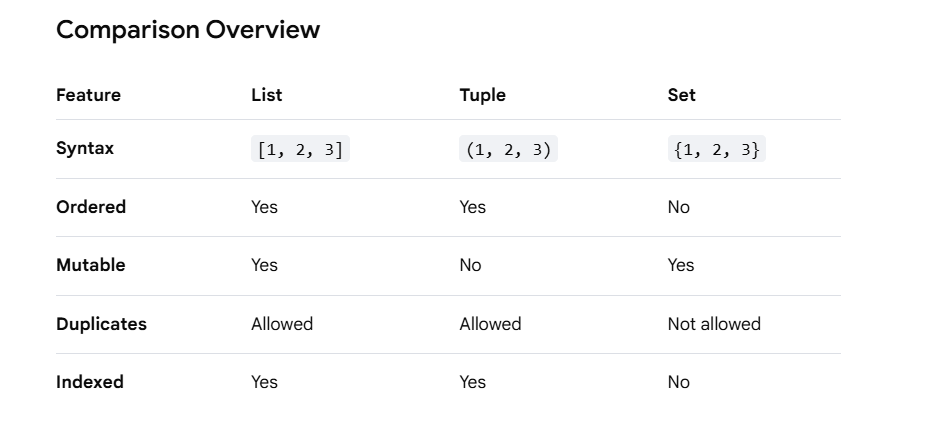 Comparison Overview
Feature List Tuple Set
Syntax [1, 2, 3] (1, 2, 3) {1, 2, 3}
Ordered Yes Yes No
Mutable Yes No Yes
Duplicates Allowed Allowed Not allowed
Indexed Yes Yes No